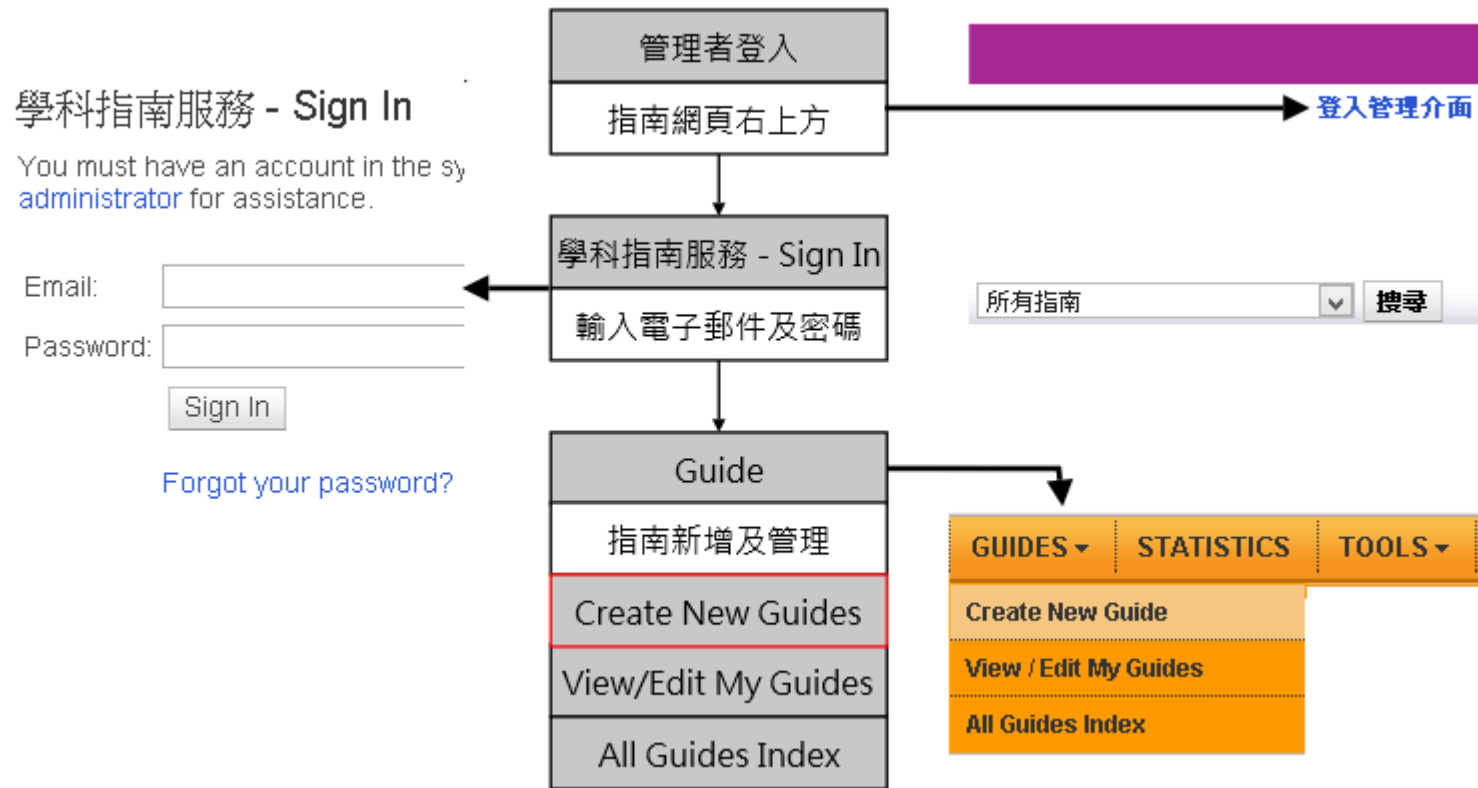 學科指南服務 - Sign In
You must have an account in the sy
administrator for assistance.
Email:
Password:
Sign In
Forgot your password?
管理者登入
指南網頁右上方
學科指南服務 - Sign In
輸入電子郵件及密碼
Guide
指南新增及管理
Create New Guides
View/Edit My Guides
All Guides Index
登入管理介面
所有指南 搜尋
GUIDES STATISTICS TOOLS
Create New Guide
View / Edit My Guides
All Guides Index